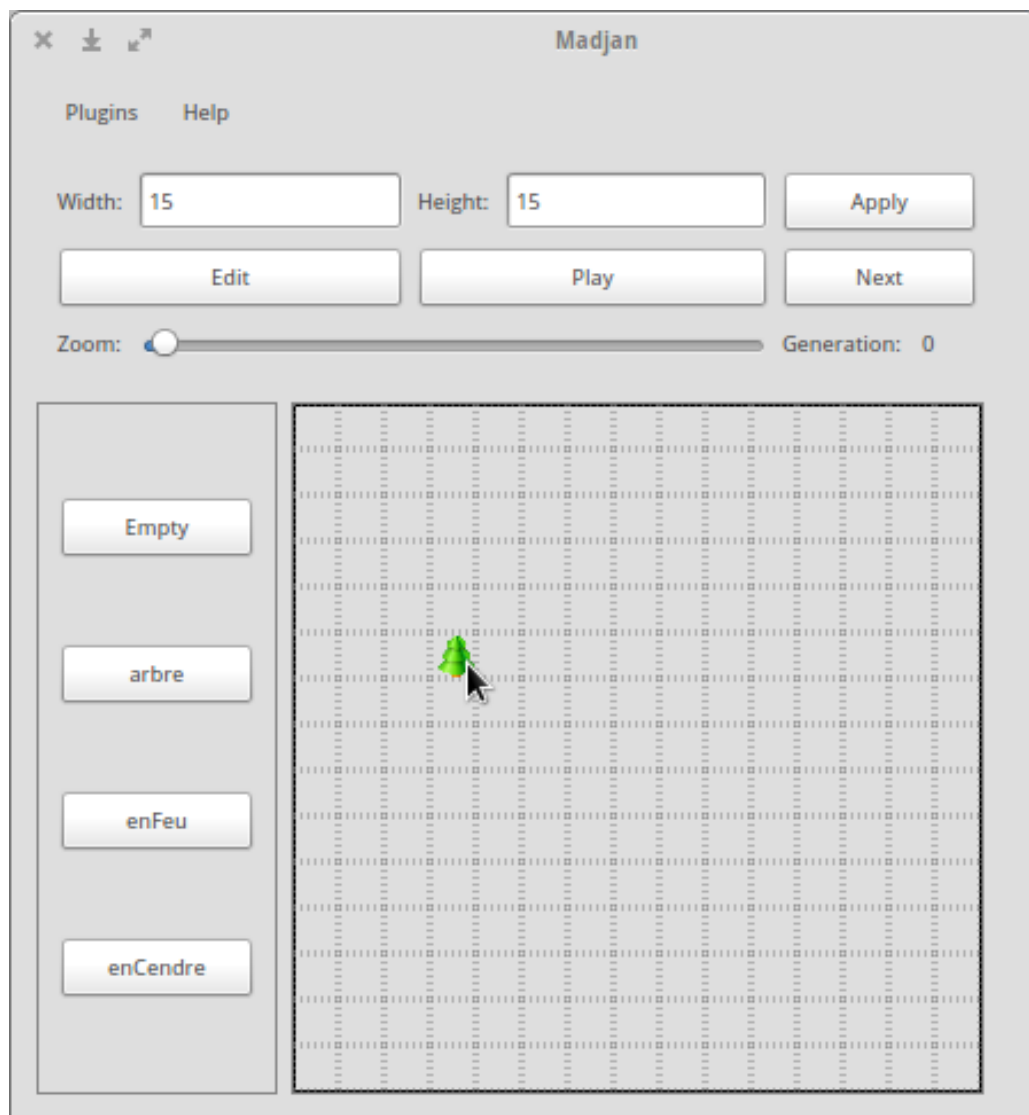 Madjan
Plugins Help
Width: 15 Height: 15 Apply
Edit Play Next
Zoom: Generation: 0
Empty
arbre
enFeu
enCendre